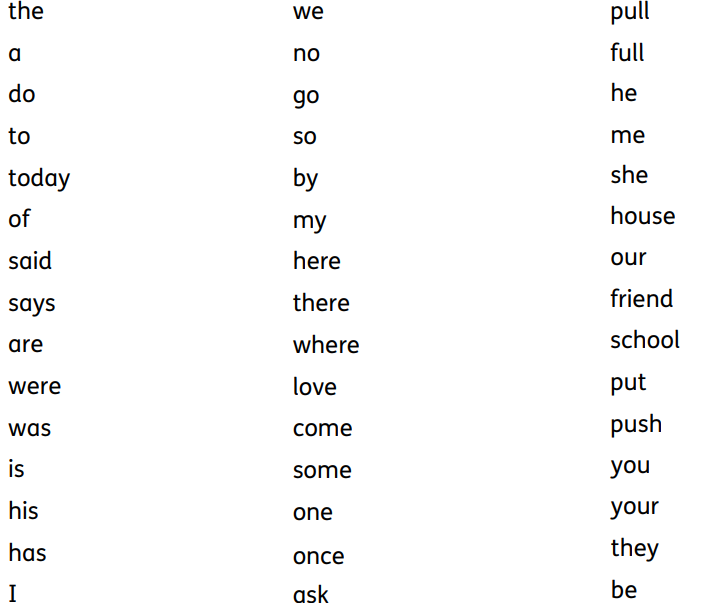 the
a
do
to
today
of
said
says
are
were
was
is
his
has
I
we
no
go
so
by
my
here
there
where
love
come
some
one
once
ask
pull
full
he
me
she
house
our
friend
school
put
push
you
your
they
be